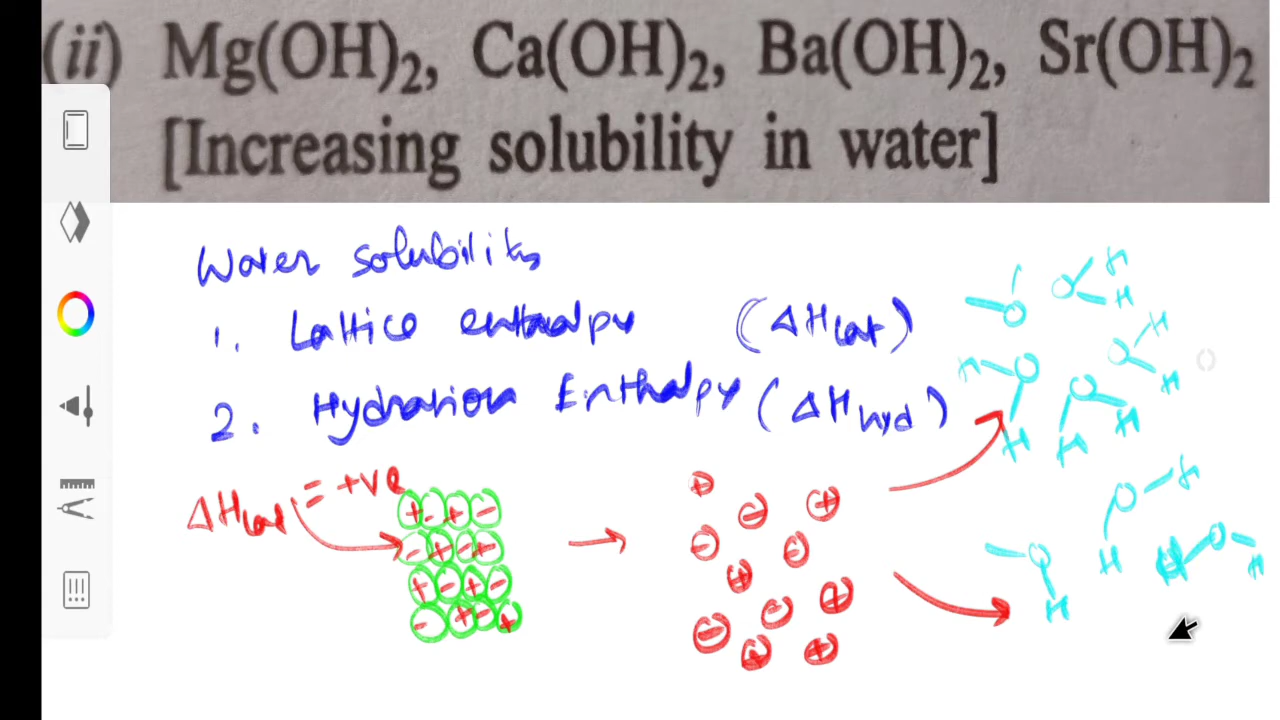 (ii) Mg(OH)₂, Ca(OH)₂, Ba(OH)₂, Sr(OH)₂
[Increasing solubility in water]
Water solubility
1. Lattice enthalpy (ΔHlat)
2. Hydration Enthalpy (ΔHhyd)
ΔHlat = +ve